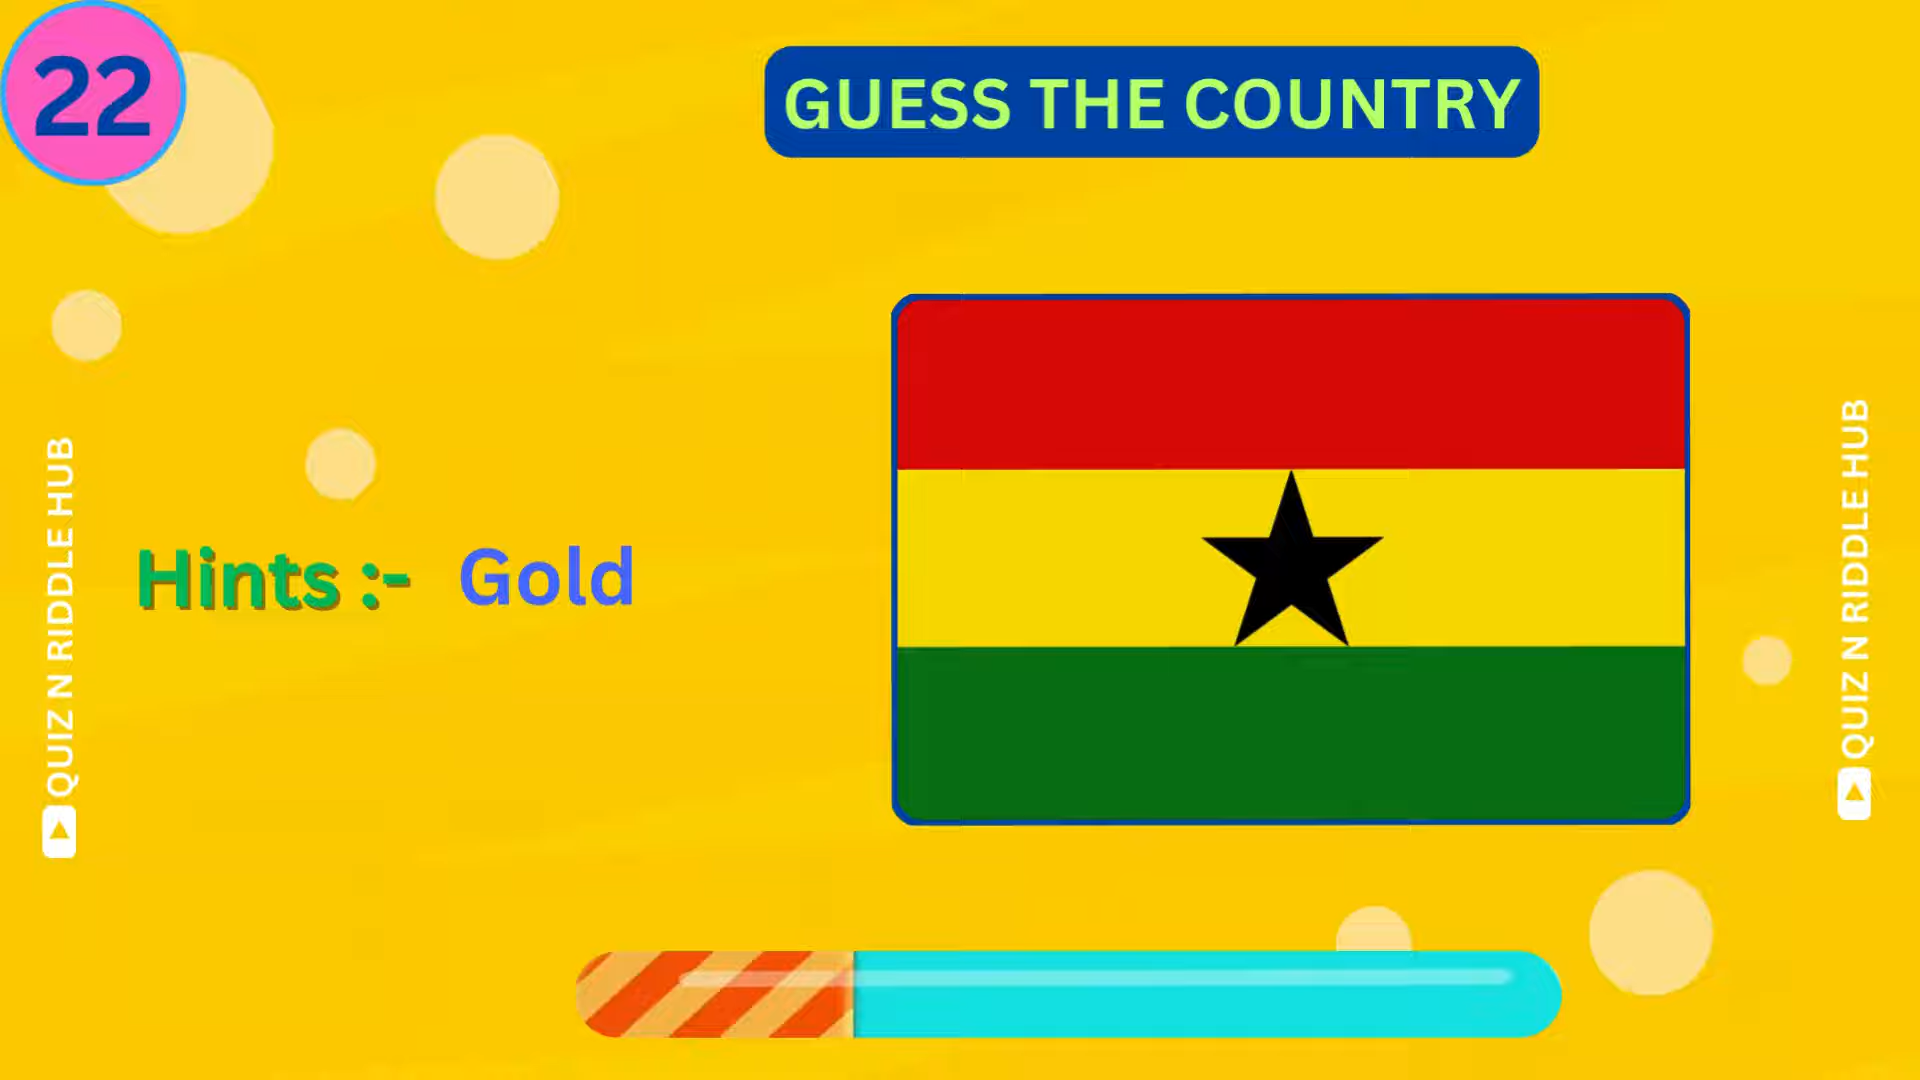 22
GUESS THE COUNTRY
Hints :- Gold
QUIZ N RIDDLE HUB
QUIZ N RIDDLE HUB